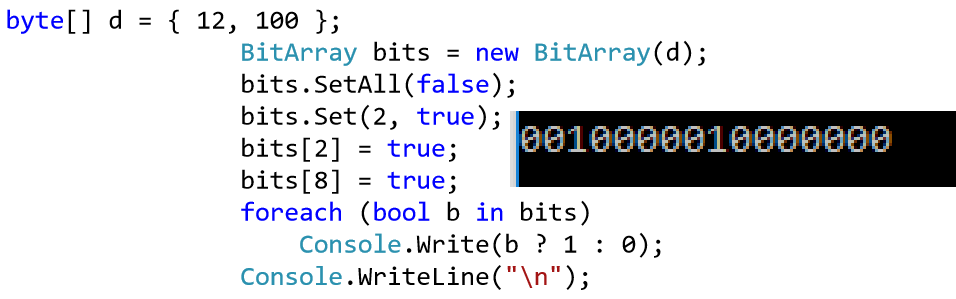 byte[] d = { 12, 100 };
BitArray bits = new BitArray(d);
bits.SetAll(false);
bits.Set(2, true);
bits[2] = true;
bits[8] = true;
foreach (bool b in bits)
Console.Write(b ? 1 : 0);
Console.WriteLine("\n");
0010000010000000